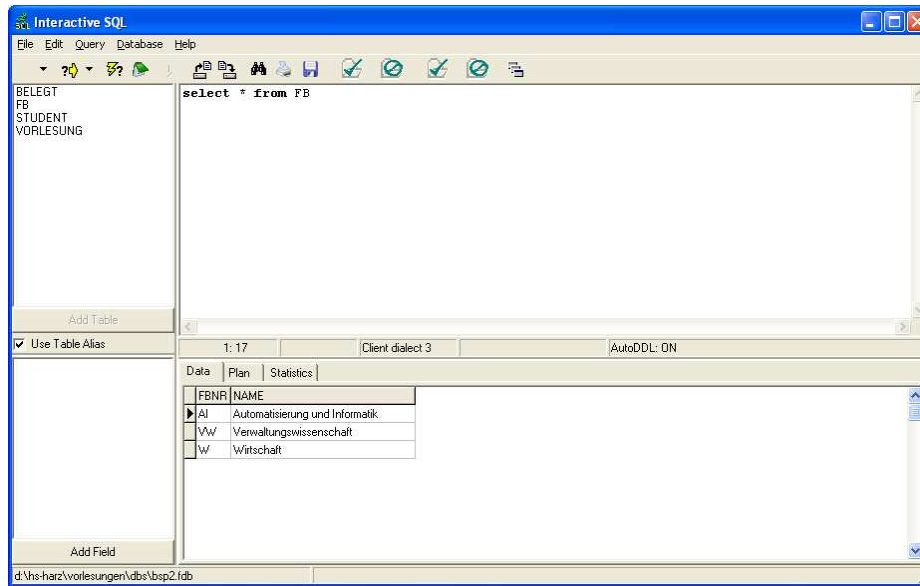 Interactive SQL
File Edit Query Database Help
BELEGT
FB
STUDENT
VORLESUNG
select * from FB
Add Table
Use Table Alias
1: 17 Client dialect 3 AutoDDL: ON
Data Plan Statistics
FBNR NAME
AI Automatisierung und Informatik
VW Verwaltungswissenschaft
W Wirtschaft
Add Field
d:\hs-harz\vorlesungen\dbs\bsp2.fdb